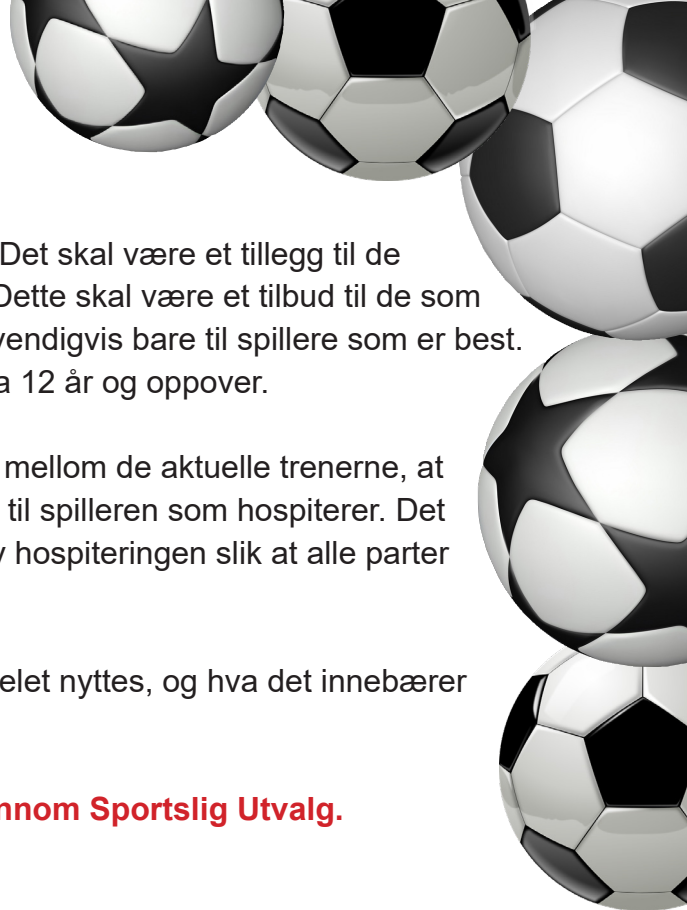 Det skal være et tillegg til de
Dette skal være et tilbud til de som
vendigvis bare til spillere som er best.
a 12 år og oppover.
mellom de aktuelle trenerne, at
til spilleren som hospiterer. Det
v hospiteringen slik at alle parter
elet nyttes, og hva det innebærer
nnom Sportslig Utvalg.